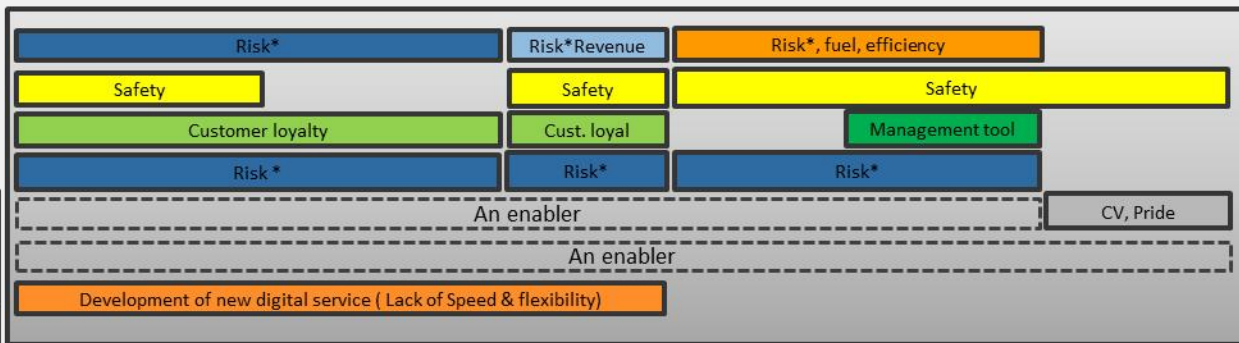 Risk* Risk*Revenue Risk*, fuel, efficiency
Safety Safety Safety
Customer loyalty Cust. loyal Management tool
Risk * Risk* Risk*
An enabler CV, Pride
An enabler
Development of new digital service ( Lack of Speed & flexibility)